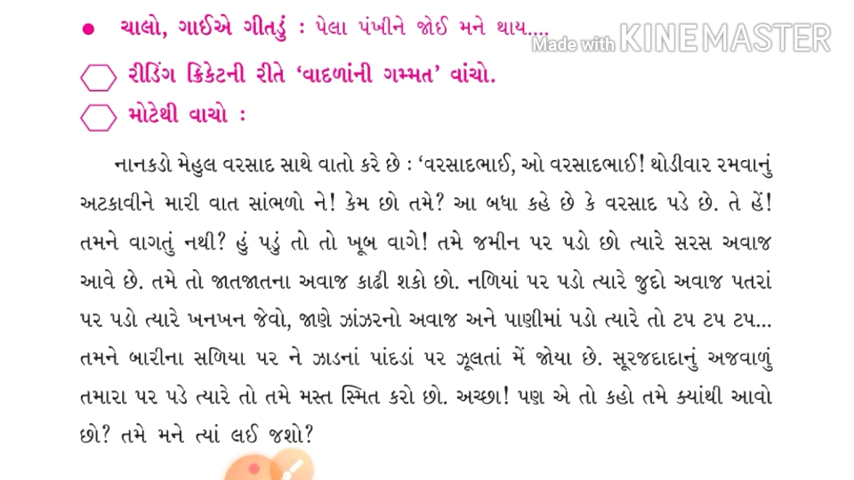 • ચાલો, ગાઈએ ગીતડું : પેલા પંખીને જોઈ મને થાય....
Made with KINEMASTER
રીડિંગ ક્રિકેટની રીતે ‘વાદળાંની ગમ્મત’ વાંચો.
મોટેથી વાચો :
નાનકડો મેહુલ વરસાદ સાથે વાતો કરે છે : ‘વરસાદભાઈ, ઓ વરસાદભાઈ! થોડીવાર રમવાનું
અટકાવીને મારી વાત સાંભળો ને! કેમ છો તમે? આ બધા કહે છે કે વરસાદ પડે છે. તે હેં!
તમને વાગતું નથી? હું પડું તો તો ખૂબ વાગે! તમે જમીન પર પડો છો ત્યારે સરસ અવાજ
આવે છે. તમે તો જાતજાતના અવાજ કાઢી શકો છો. નળિયાં પર પડો ત્યારે જુદો અવાજ પતરાં
પર પડો ત્યારે ખનખન જેવો, જાણે ઝાંઝરનો અવાજ અને પાણીમાં પડો ત્યારે તો ટપ ટપ ટપ...
તમને બારીના સળિયા પર ને ઝાડનાં પાંદડાં પર ઝૂલતાં મેં જોયા છે. સૂરજદાદાનું અજવાળું
તમારા પર પડે ત્યારે તો તમે મસ્ત સ્મિત કરો છો. અચ્છા! પણ એ તો કહો તમે ક્યાંથી આવો
છો? તમે મને ત્યાં લઈ જશો?